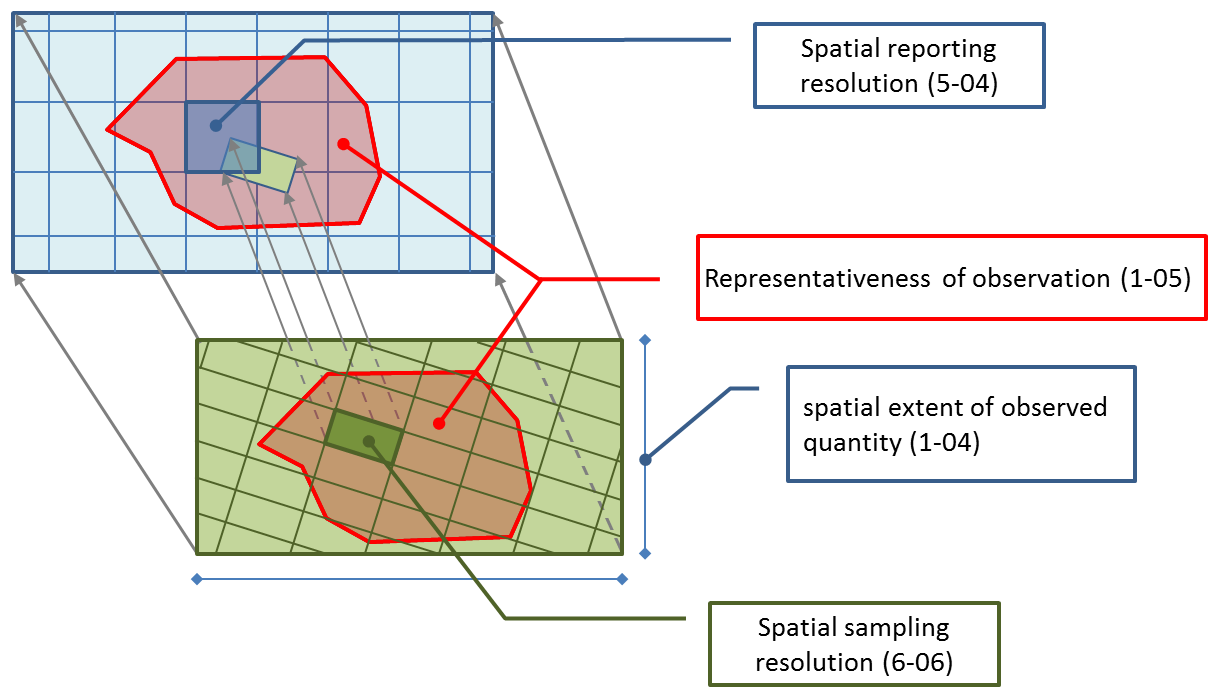 Spatial reporting
resolution (5-04)
Representativeness of observation (1-05)
spatial extent of observed
quantity (1-04)
Spatial sampling
resolution (6-06)